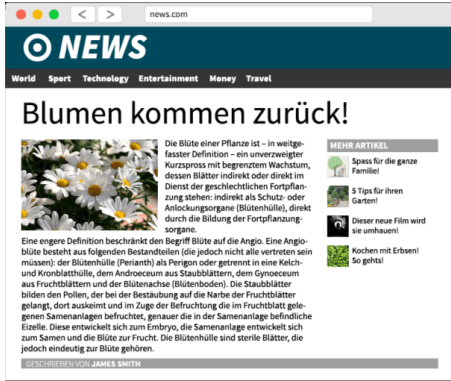 news.com
NEWS
World Sport Technology Entertainment Money Travel
Blumen kommen zurück!
Die Blüte einer Pflanze ist – in weitge-
fasster Definition – ein unverzweigter
Kurzspross mit begrenztem Wachstum,
dessen Blätter indirekt oder direkt im
Dienst der geschlechtlichen Fortpflan-
zung stehen: indirekt als Schutz- oder
Anlockungsorgane (Blütenhülle), direkt
durch die Bildung der Fortpflanzung-
sorgane.
Eine engere Definition beschränkt den Begriff Blüte auf die Angio. Eine Angio-
blüte besteht aus folgenden Bestandteilen (die jedoch nicht alle vertreten sein
müssen): der Blütenhülle (Perianth) als Perigon oder getrennt in eine Kelch-
und Kronblatthülle, dem Androeceum aus Staubblättern, dem Gynoeceum
aus Fruchtblättern und der Blütenachse (Blütenboden). Die Staubblätter
bilden den Pollen, der bei der Bestäubung auf die Narbe der Fruchtblätter
gelangt, dort auskeimt und im Zuge der Befruchtung die im Fruchtblatt gele-
genen Samenanlagen befruchtet, genauer die in der Samenanlage befindliche
Eizelle. Diese entwickelt sich zum Embryo, die Samenanlage entwickelt sich
zum Samen und die Blüte zur Frucht. Die Blütenhülle sind sterile Blätter, die
jedoch eindeutig zur Blüte gehören.
GESCHRIEBEN VON JAMES SMITH
MEHR ARTIKEL
Spass für die ganze
Familie!
5 Tips für ihren
Garten!
Dieser neue Film wird
sie umhauen!
Kochen mit Erbsen!
So gehts!